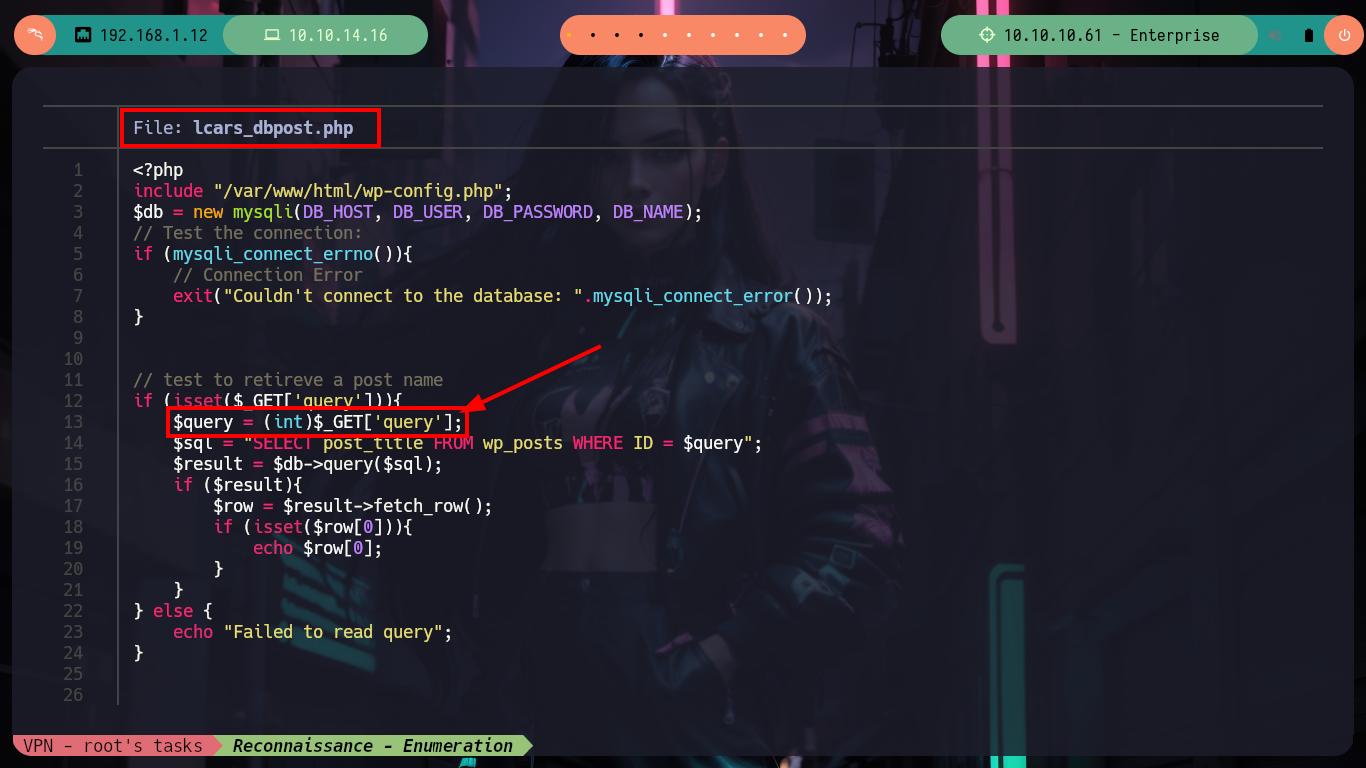 192.168.1.12 10.10.14.16 10.10.10.61 - Enterprise
File: lcars_dbpost.php
1 <?php
2 include "/var/www/html/wp-config.php";
3 $db = new mysqli(DB_HOST, DB_USER, DB_PASSWORD, DB_NAME);
4 // Test the connection:
5 if (mysqli_connect_errno()){
6     // Connection Error
7     exit("Couldn't connect to the database: ".mysqli_connect_error());
8 }
9
10
11 // test to retireve a post name
12 if (isset($_GET['query'])){
13     $query = (int)$_GET['query'];
14     $sql = "SELECT post_title FROM wp_posts WHERE ID = $query";
15     $result = $db->query($sql);
16     if ($result){
17         $row = $result->fetch_row();
18         if (isset($row[0])){
19             echo $row[0];
20         }
21     }
22 } else {
23     echo "Failed to read query";
24 }
25
26
VPN - root's tasks Reconnaissance - Enumeration